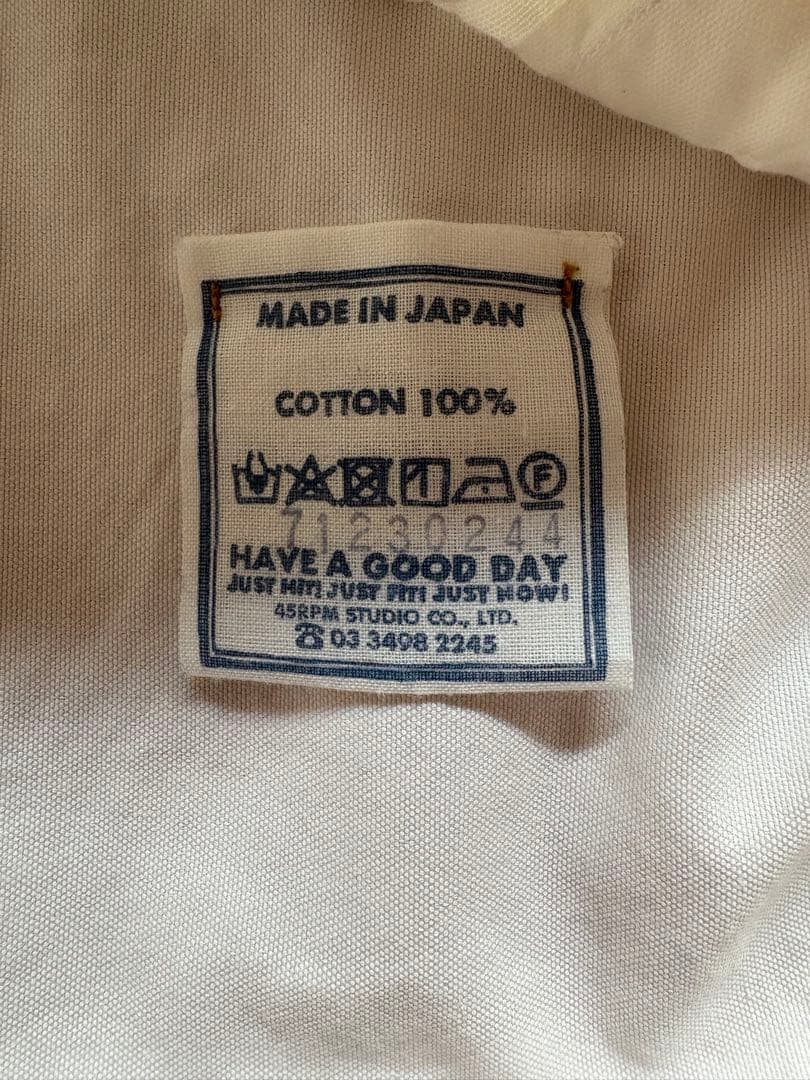 MADE IN JAPAN
COTTON 100%
F
71230244
HAVE A GOOD DAY
JUST HIT! JUST FIT! JUST NOW!
45RPM STUDIO CO., LTD.
☎ 03 3498 2245